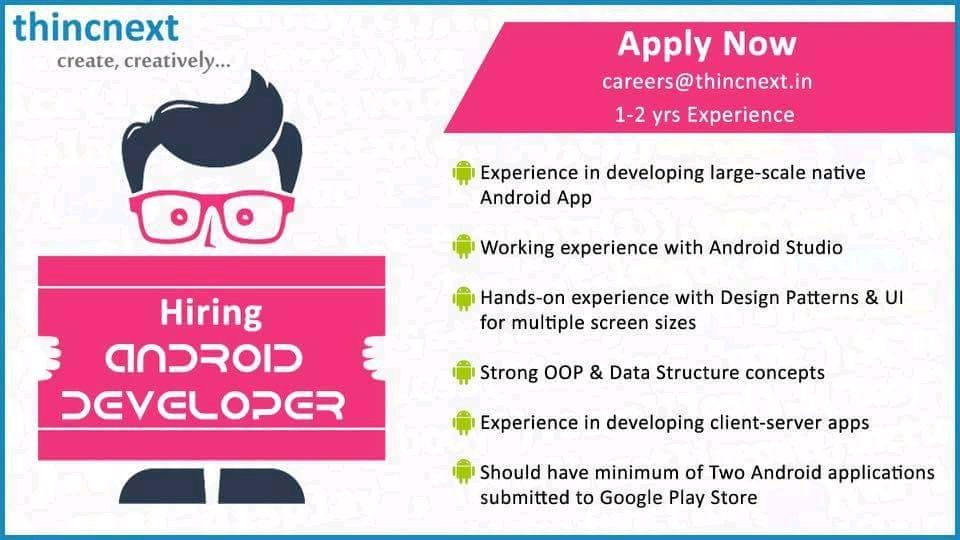 thincnext
create, creatively...
Apply Now
careers@thincnext.in
1-2 yrs Experience
Hiring
ANDROID
DEVELOPER
Experience in developing large-scale native
Android App
Working experience with Android Studio
Hands-on experience with Design Patterns & UI
for multiple screen sizes
Strong OOP & Data Structure concepts
Experience in developing client-server apps
Should have minimum of Two Android applications
submitted to Google Play Store